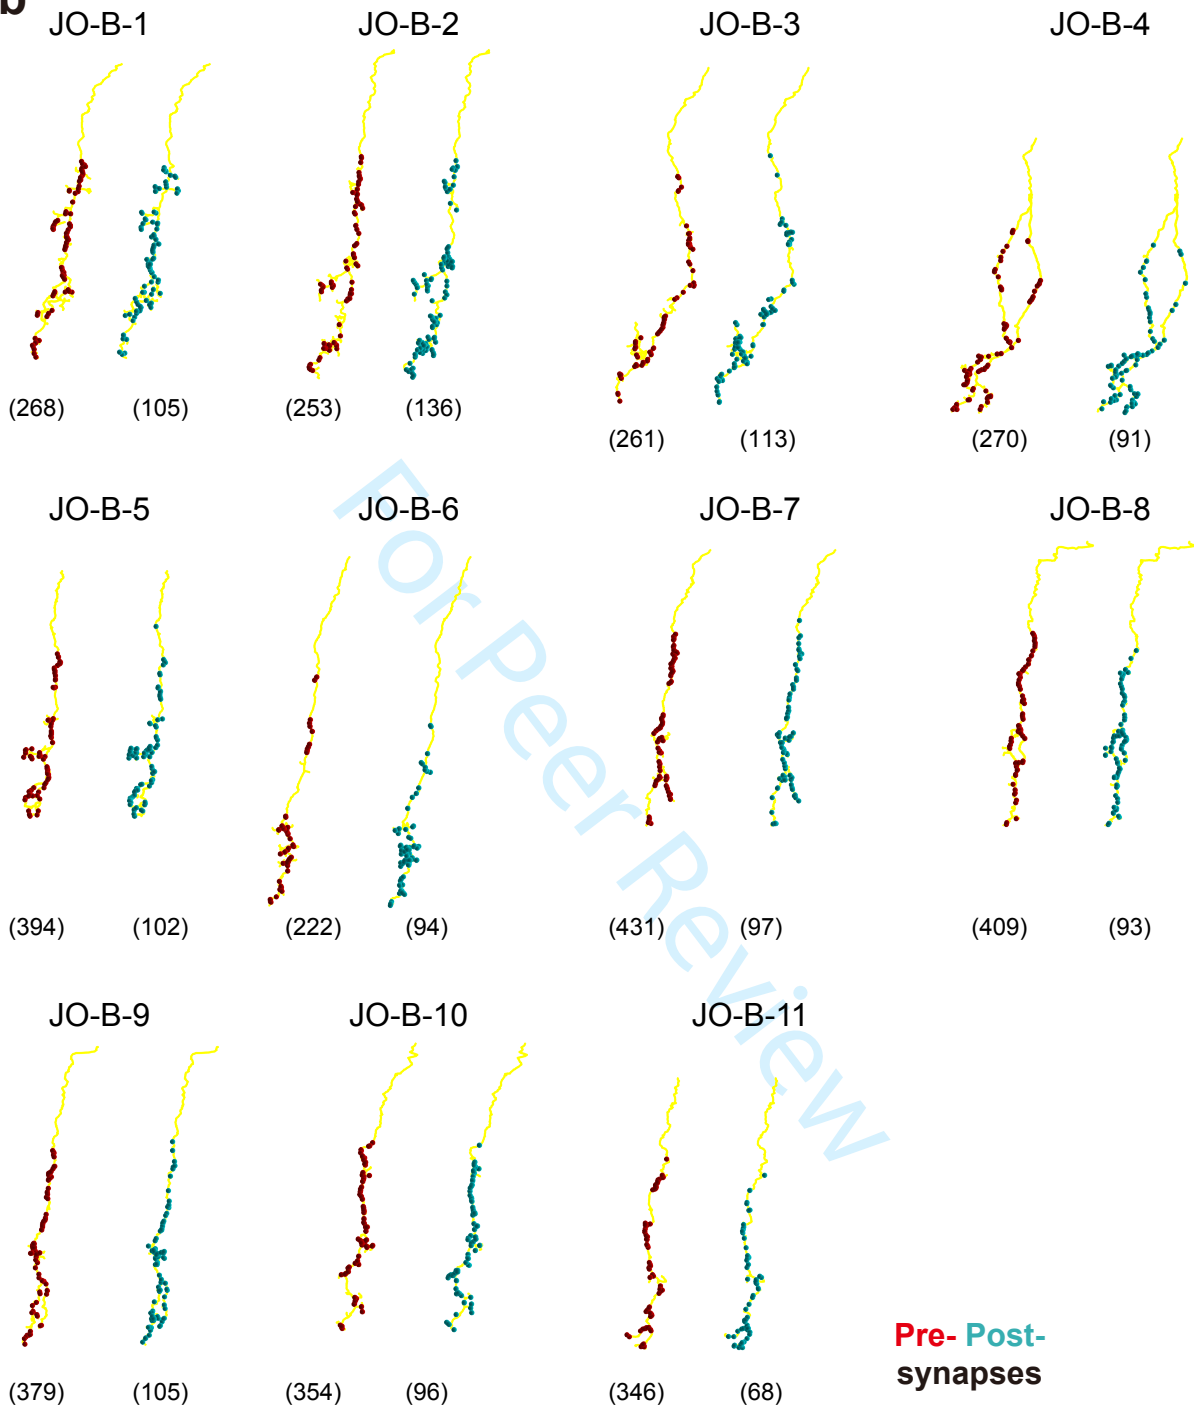 b
JO-B-1 JO-B-2 JO-B-3 JO-B-4
(268) (105) (253) (136) (261) (113) (270) (91)
JO-B-5 JO-B-6 JO-B-7 JO-B-8
(394) (102) (222) (94) (431) (97) (409) (93)
For Peer Review
JO-B-9 JO-B-10 JO-B-11
(379) (105) (354) (96) (346) (68)
Pre- Post-
synapses